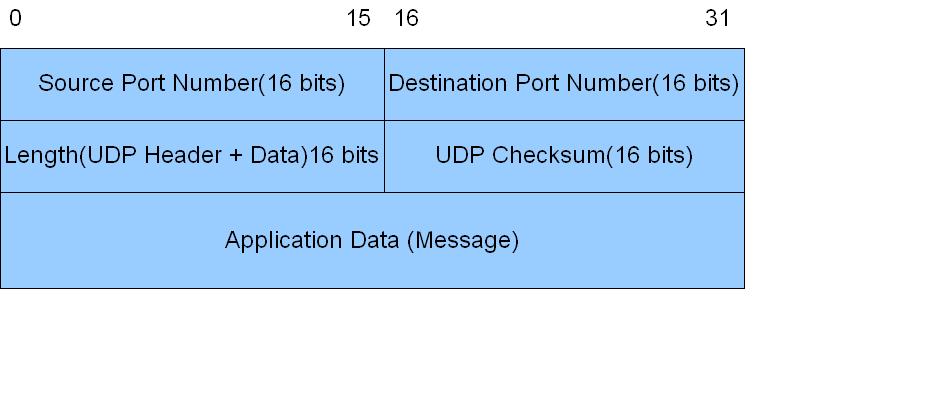 0 15 16 31
Source Port Number(16 bits) Destination Port Number(16 bits)
Length(UDP Header + Data)16 bits UDP Checksum(16 bits)
Application Data (Message)